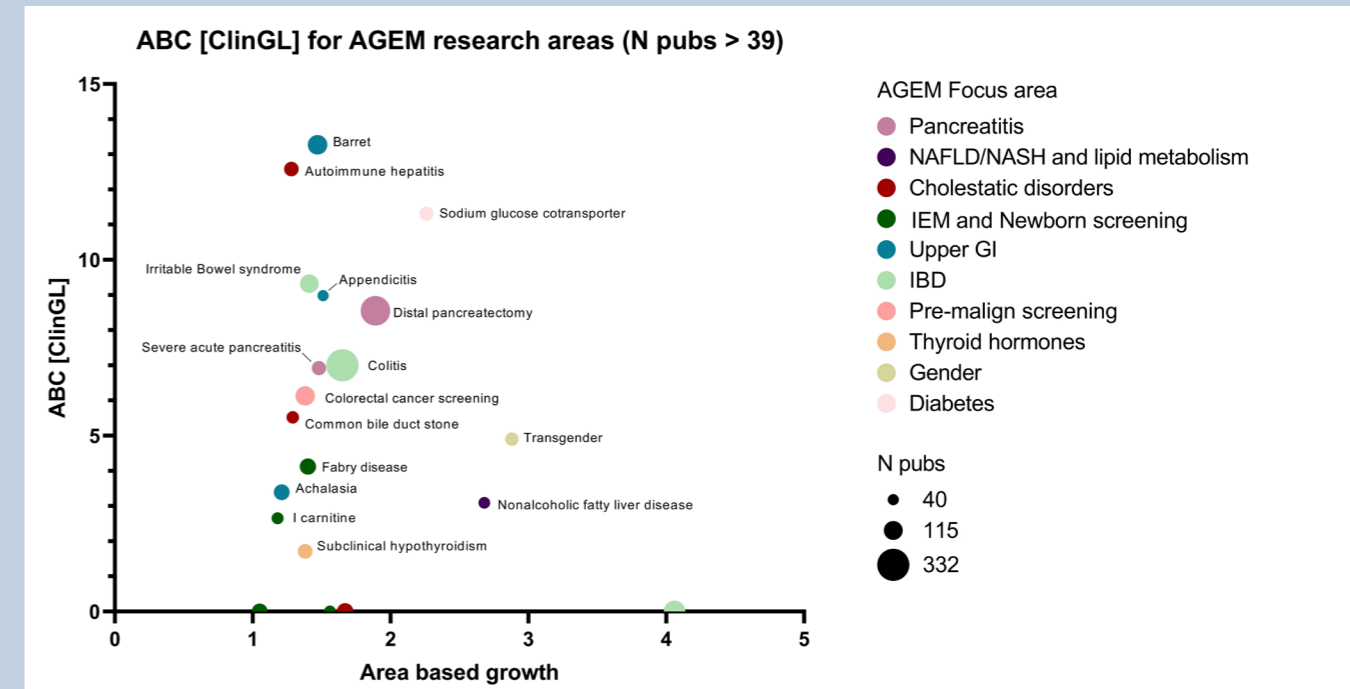 ABC [ClinGL] for AGEM research areas (N pubs > 39)
15
10
5
0
ABC [ClinGL]
Barret
Autoimmune hepatitis
Sodium glucose cotransporter
Irritable Bowel syndrome
Appendicitis
Distal pancreatectomy
Severe acute pancreatitis
Colitis
Colorectal cancer screening
Common bile duct stone
Transgender
Fabry disease
Achalasia
Nonalcoholic fatty liver disease
l carnitine
Subclinical hypothyroidism
0 1 2 3 4 5
Area based growth
AGEM Focus area
Pancreatitis
NAFLD/NASH and lipid metabolism
Cholestatic disorders
IEM and Newborn screening
Upper GI
IBD
Pre-malign screening
Thyroid hormones
Gender
Diabetes
N pubs
40
115
332